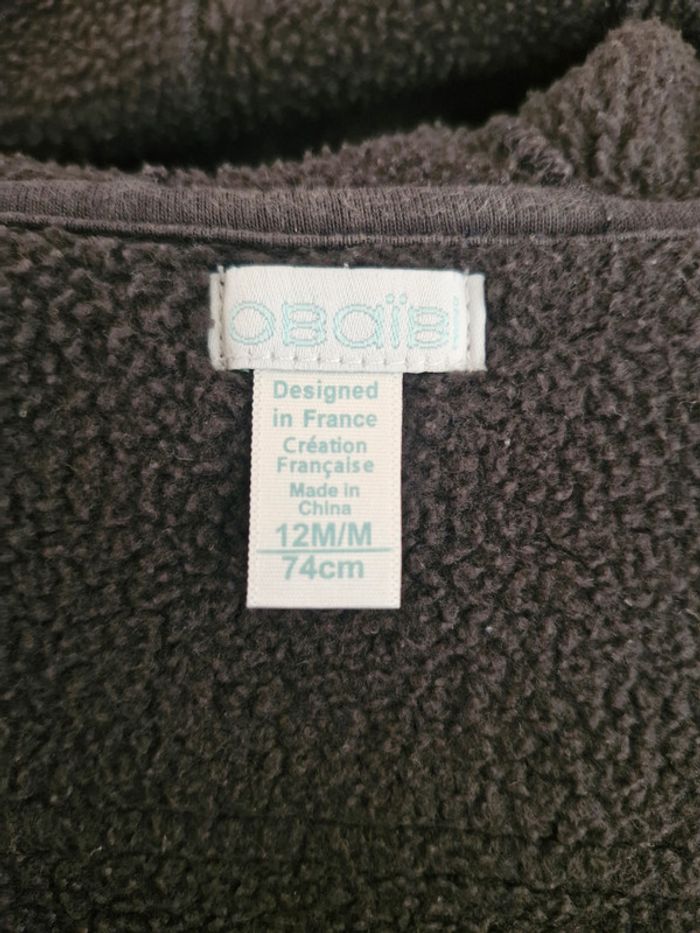 OBAÏBI
Designed
in France
Création
Française
Made in
China
12M/M
74cm